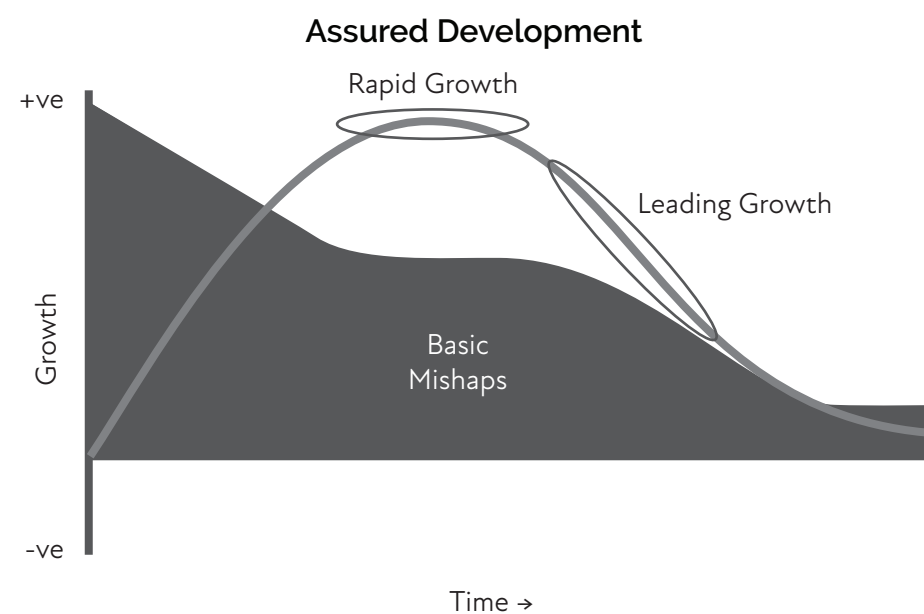 Assured Development
Rapid Growth
+ve
Leading Growth
Growth
Basic
Mishaps
-ve
Time →